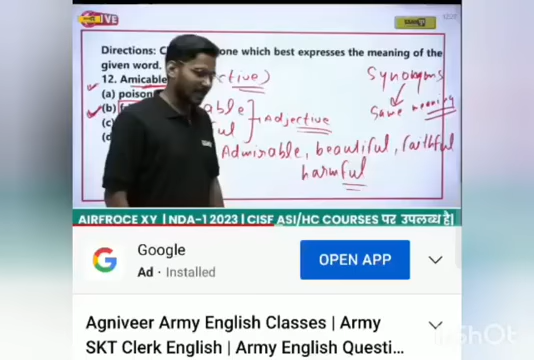 LIVE
Directions: C one which best expresses the meaning of the
given word.
12. Amicable ctive)
Synonyms
(a) poison able
same meaning
(b) f ful Adjective
(c)
(d Admirable, beautiful, faithful
harmful
AIRFROCE XY | NDA-1 2023 | CISF ASI/HC COURSES पर उपलब्ध है|
Google
Ad · Installed
OPEN APP
Agniveer Army English Classes | Army
SKT Clerk English | Army English Questi...
InShOt